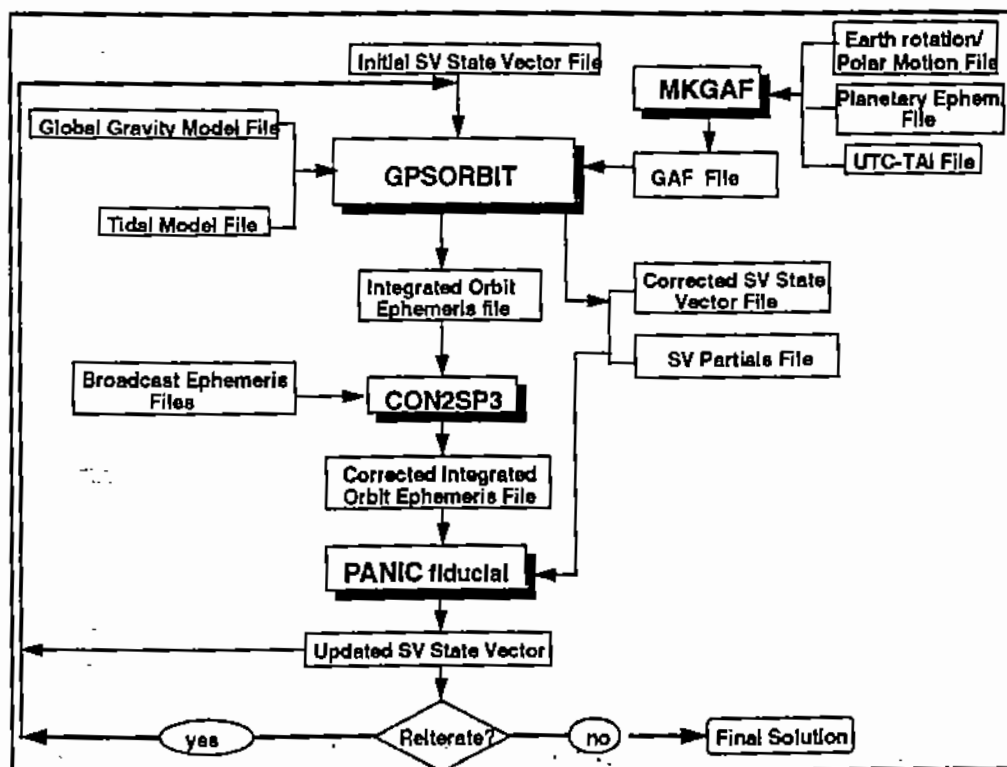 Initial SV State Vector File
Earth rotation/
Polar Motion File
MKGAF
Planetary Ephem.
File
Global Gravity Model File
UTC-TAI File
GPSORBIT
GAF File
Tidal Model File
Integrated Orbit
Ephemeris file
Corrected SV State
Vector File
SV Partials File
Broadcast Ephemeris
Files
CON2SP3
Corrected Integrated
Orbit Ephemeris File
PANIC fiducial
Updated SV State Vector
yes
Reiterate?
no
Final Solution